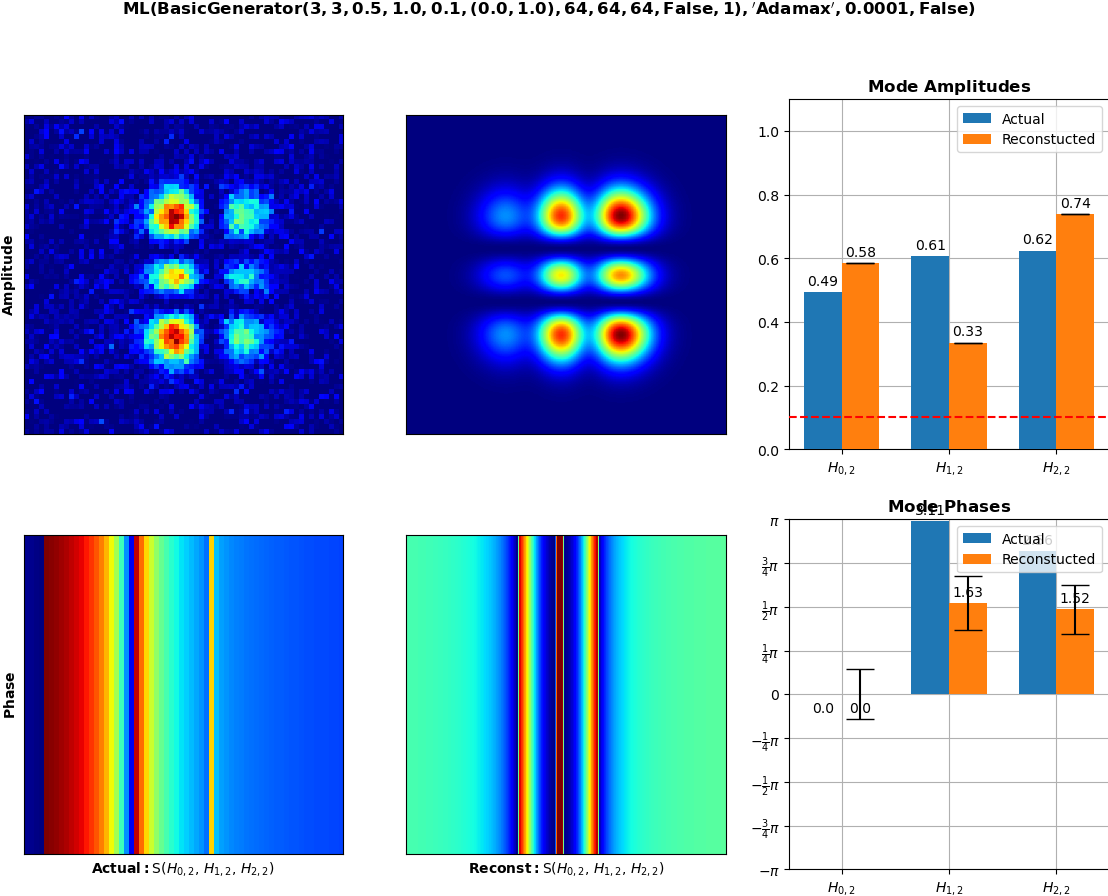 ML(BasicGenerator(3, 3, 0.5, 1.0, 0.1, (0.0, 1.0), 64, 64, 64, False, 1), ′Adamax′, 0.0001, False)
Amplitude
Mode Amplitudes
Actual
Reconstucted
1.0
0.8
0.6
0.4
0.2
0.0
0.49
0.58
0.61
0.33
0.62
0.74
H0, 2
H1, 2
H2, 2
Phase
Actual: S(H0, 2, H1, 2, H2, 2)
Reconst: S(H0, 2, H1, 2, H2, 2)
Mode Phases
Actual
Reconstucted
π
3/4π
1/2π
1/4π
0
−1/4π
−1/2π
−3/4π
−π
0.0
0.0
3.11
1.63
1.52
H0, 2
H1, 2
H2, 2